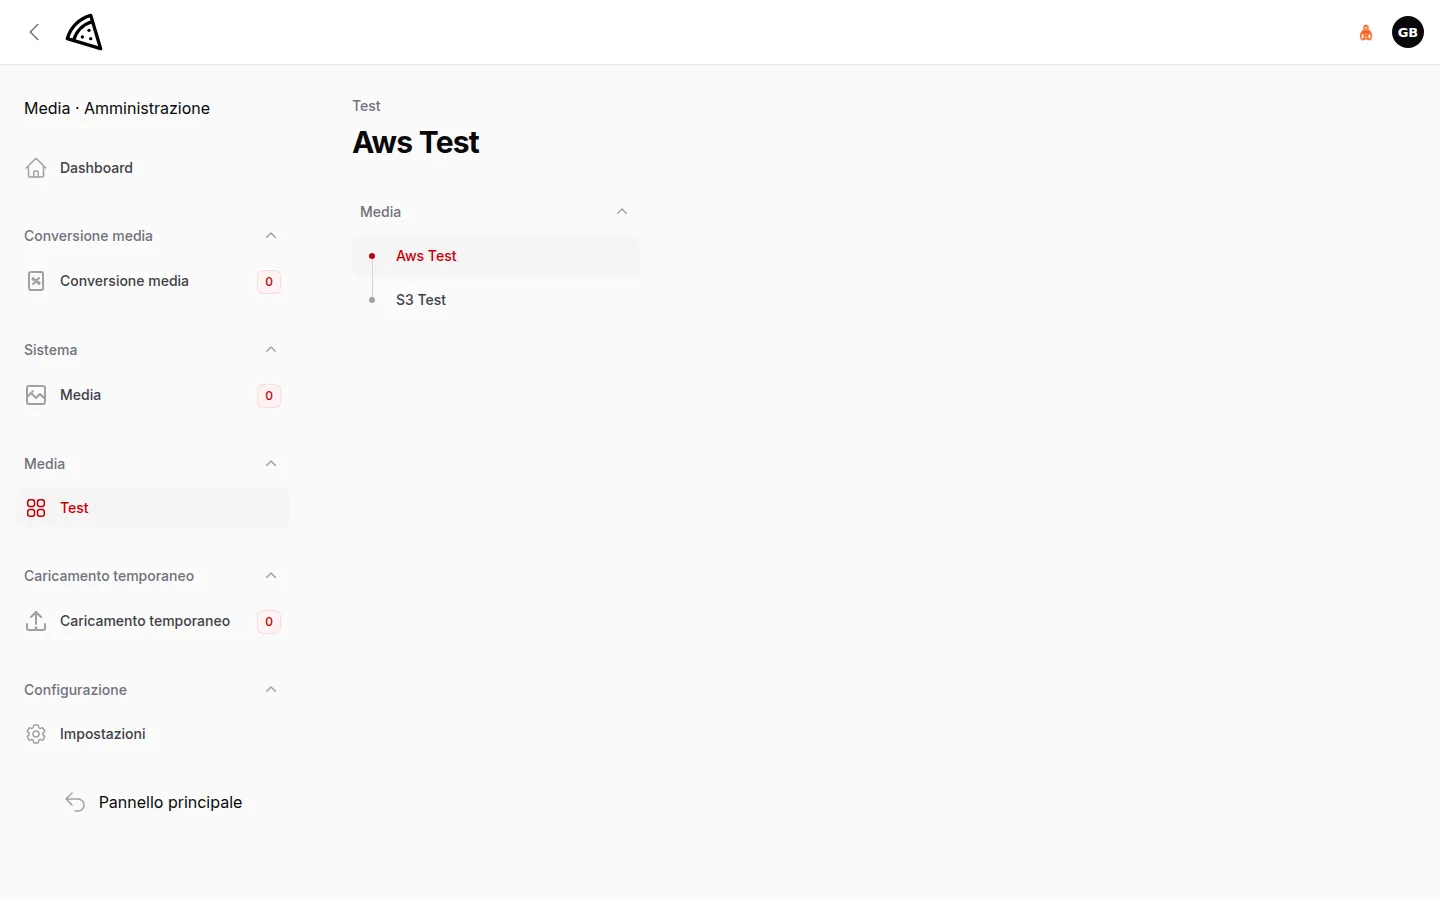 GB
Media · Amministrazione
Dashboard
Conversione media
Conversione media 0
Sistema
Media 0
Media
Test
Caricamento temporaneo
Caricamento temporaneo 0
Configurazione
Impostazioni
Pannello principale
Test
Aws Test
Media
Aws Test
S3 Test